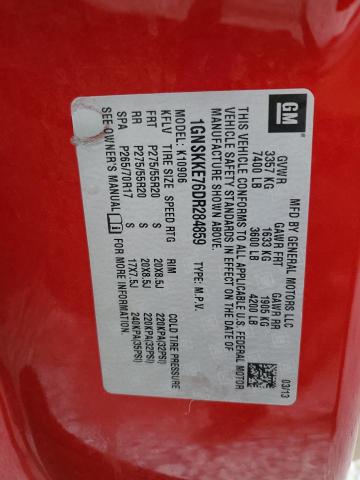 GM
MFD BY GENERAL MOTORS LLC
03/13
GVWR GAWR FRT GAWR RR
3357 KG 1633 KG 1905 KG
7400 LB 3600 LB 4200 LB
THIS VEHICLE CONFORMS TO ALL APPLICABLE U.S. FEDERAL MOTOR
VEHICLE SAFETY STANDARDS IN EFFECT ON THE DATE OF
MANUFACTURE SHOWN ABOVE.
1GNSKKE76DR284859 TYPE: M.P.V.
MODEL: K10906
KFLV TIRE SIZE SPEED RTG RIM COLD TIRE PRESSURE
FRT P275/55R20 S 20X8.5J 220KPA(32PSI)
RR P275/55R20 S 20X8.5J 220KPA(32PSI)
SPA P265/70R17 S 17X7.5J 240KPA(35PSI)
SEE OWNER'S MANUAL